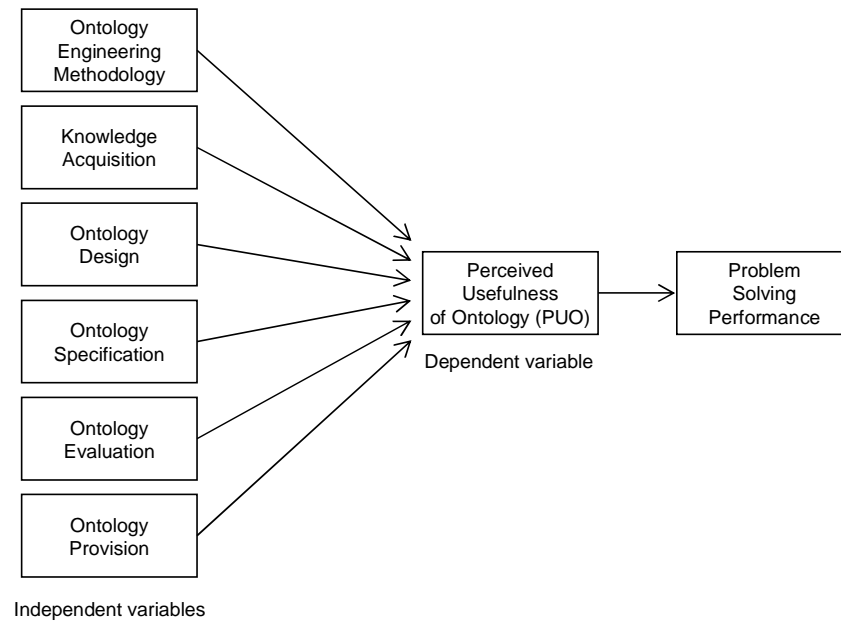 Ontology
Engineering
Methodology
Knowledge
Acquisition
Ontology
Design
Ontology
Specification
Ontology
Evaluation
Ontology
Provision
Independent variables
Perceived
Usefulness
of Ontology (PUO)
Dependent variable
Problem
Solving
Performance